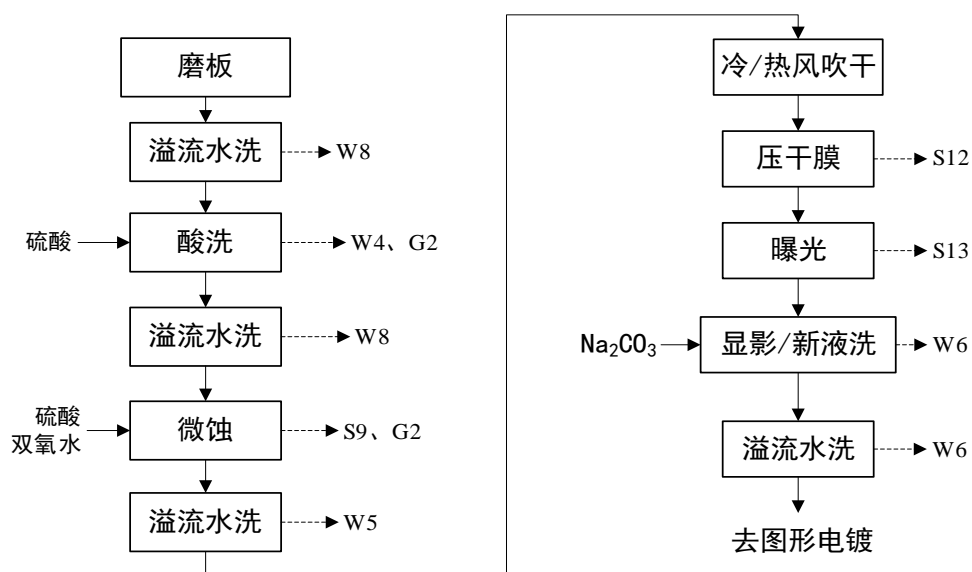 磨板
溢流水洗
W8
硫酸
酸洗
W4、G2
溢流水洗
W8
硫酸
双氧水
微蚀
S9、G2
溢流水洗
W5
冷/热风吹干
压干膜
S12
曝光
S13
Na₂CO₃
显影/新液洗
W6
溢流水洗
W6
去图形电镀